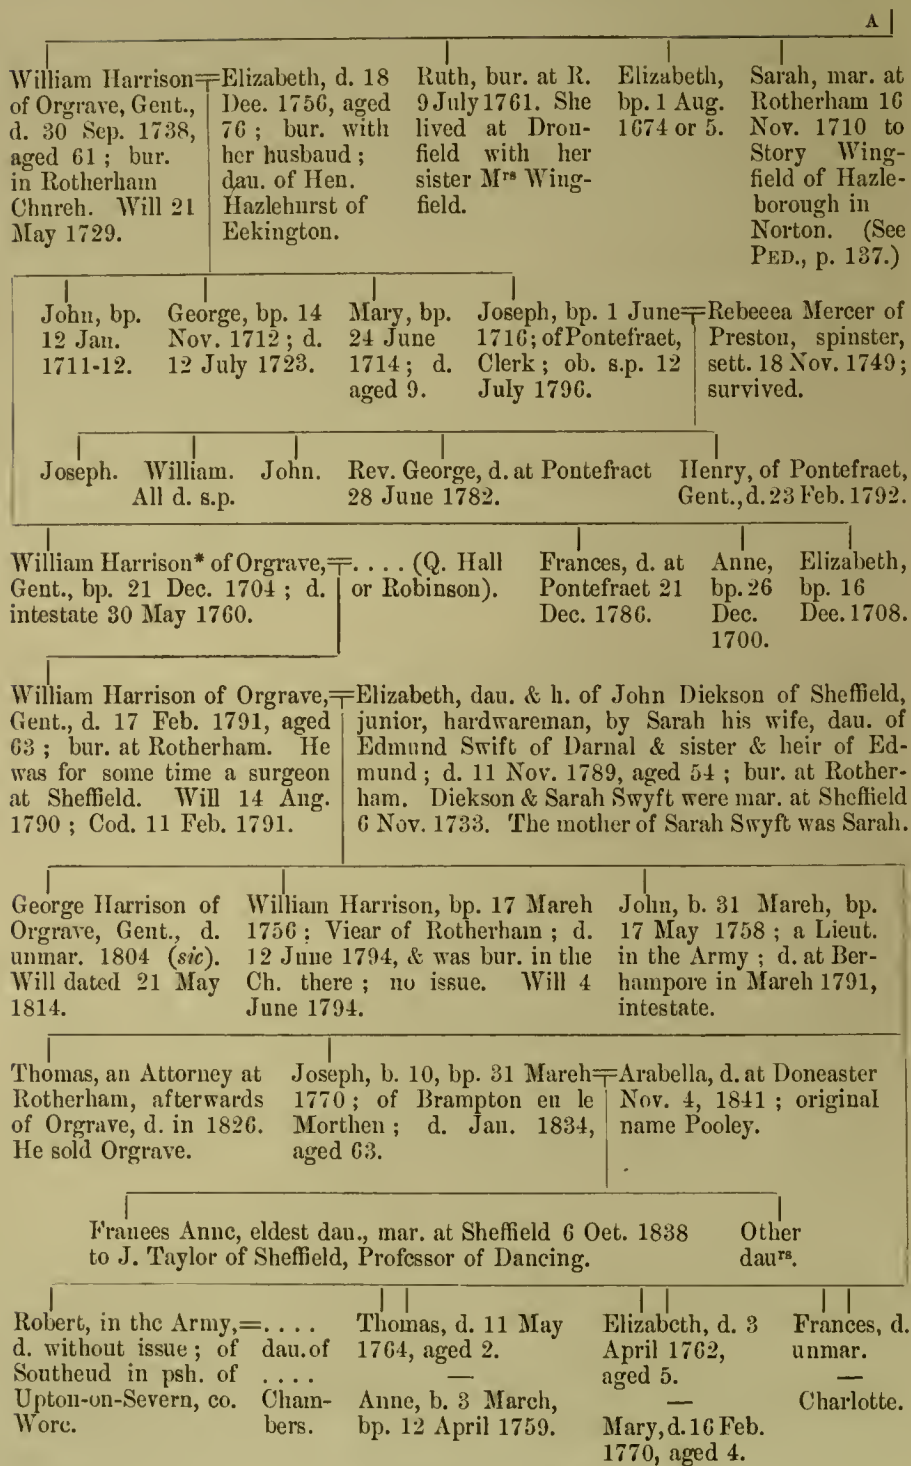 A
William Harrison
of Orgrave, Gent.,
d. 30 Sep. 1738,
aged 61 ; bur.
in Rotherham
Church. Will 21
May 1729.
Elizabeth, d. 18
Dec. 1756, aged
76 ; bur. with
her husband ;
dau. of Hen.
Hazlehurst of
Eckington.
Ruth, bur. at R.
9 July 1761. She
lived at Dron-
field with her
sister Mrs Wing-
field.
Elizabeth,
bp. 1 Aug.
1674 or 5.
Sarah, mar. at
Rotherham 16
Nov. 1710 to
Story Wing-
field of Hazle-
borough in
Norton. (See
PED., p. 137.)
John, bp.
12 Jan.
1711-12.
George, bp. 14
Nov. 1712 ; d.
12 July 1723.
Mary, bp.
24 June
1714 ; d.
aged 9.
Joseph, bp. 1 June
1716; of Pontefract,
Clerk ; ob. s.p. 12
July 1796.
Rebecca Mercer of
Preston, spinster,
sett. 18 Nov. 1749;
survived.
Joseph. William. John.
All d. s.p.
Rev. George, d. at Pontefract
28 June 1782.
Henry, of Pontefract,
Gent., d. 23 Feb. 1792.
William Harrison* of Orgrave,
Gent., bp. 21 Dec. 1704 ; d.
intestate 30 May 1760.
. . . . (Q. Hall
or Robinson).
Frances, d. at
Pontefract 21
Dec. 1786.
Anne,
bp. 26
Dec.
1700.
Elizabeth,
bp. 16
Dec. 1708.
William Harrison of Orgrave,
Gent., d. 17 Feb. 1791, aged
63 ; bur. at Rotherham. He
was for some time a surgeon
at Sheffield. Will 14 Aug.
1790 ; Cod. 11 Feb. 1791.
Elizabeth, dau. & h. of John Dickson of Sheffield,
junior, hardwareman, by Sarah his wife, dau. of
Edmund Swift of Darnal & sister & heir of Ed-
mund ; d. 11 Nov. 1789, aged 54 ; bur. at Rother-
ham. Dickson & Sarah Swyft were mar. at Sheffield
6 Nov. 1733. The mother of Sarah Swyft was Sarah.
George Harrison of
Orgrave, Gent., d.
unmar. 1804 (sic).
Will dated 21 May
1814.
William Harrison, bp. 17 March
1756 ; Vicar of Rotherham ; d.
12 June 1794, & was bur. in the
Ch. there ; no issue. Will 4
June 1794.
John, b. 31 March, bp.
17 May 1758 ; a Lieut.
in the Army ; d. at Ber-
hampore in March 1791,
intestate.
Thomas, an Attorney at
Rotherham, afterwards
of Orgrave, d. in 1826.
He sold Orgrave.
Joseph, b. 10, bp. 31 March
1770 ; of Brampton en le
Morthen ; d. Jan. 1834,
aged 63.
Arabella, d. at Doncaster
Nov. 4, 1841 ; original
name Pooley.
Frances Anne, eldest dau., mar. at Sheffield 6 Oct. 1838
to J. Taylor of Sheffield, Professor of Dancing.
Other
daurs.
Robert, in the Army,
d. without issue ; of
Southend in psh. of
Upton-on-Severn, co.
Worc.
. . . .
dau. of
. . . .
Cham-
bers.
Thomas, d. 11 May
1764, aged 2.
—
Anne, b. 3 March,
bp. 12 April 1759.
Elizabeth, d. 3
April 1762,
aged 5.
—
Mary, d. 16 Feb.
1770, aged 4.
Frances, d.
unmar.
—
Charlotte.